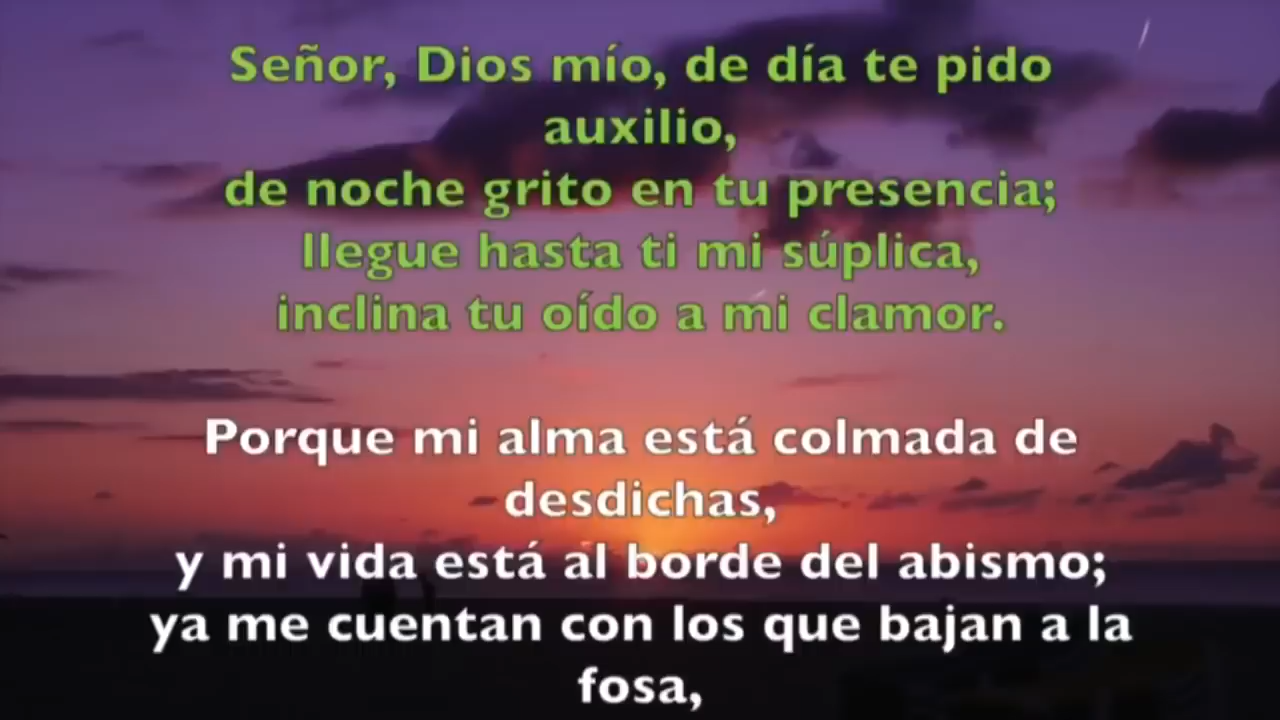 Señor, Dios mío, de día te pido
auxilio,
de noche grito en tu presencia;
llegue hasta ti mi súplica,
inclina tu oído a mi clamor.
Porque mi alma está colmada de
desdichas,
y mi vida está al borde del abismo;
ya me cuentan con los que bajan a la
fosa,